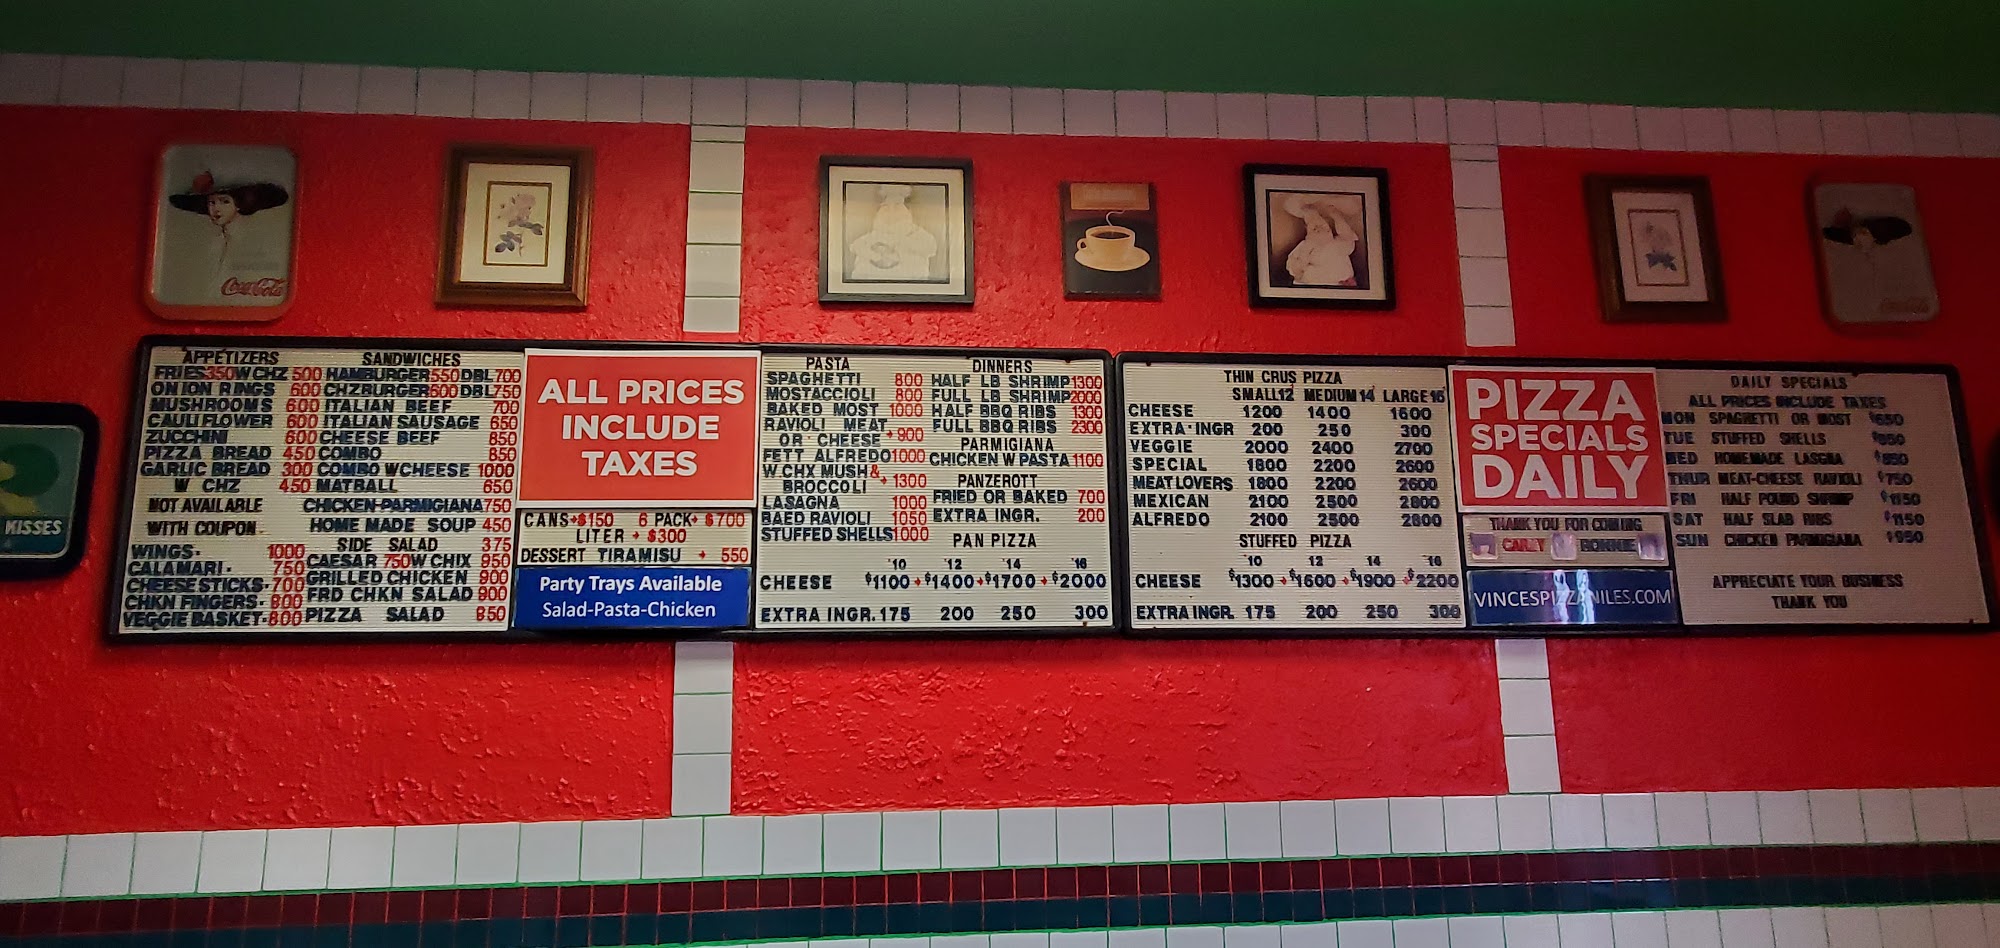 Coca-Cola
KISSES
APPETIZERS
FRIES 350 W CHZ 500
ONION RINGS 600
MUSHROOMS 600
CAULIFLOWER 600
ZUCCHINI 600
PIZZA BREAD 450
GARLIC BREAD 300
W CHZ 450
NOT AVAILABLE
WITH COUPON.
WINGS- 1000
CALAMARI- 750
CHEESE STICKS- 700
CHKN FINGERS- 800
VEGGIE BASKET- 800
SANDWICHES
HAMBURGER 550 DBL 700
CHZBURGER 600 DBL 750
ITALIAN BEEF 700
ITALIAN SAUSAGE 650
CHEESE BEEF 850
COMBO 850
COMBO W CHEESE 1000
MATBALL 650
CHICKEN-PARMIGIANA 750
HOME MADE SOUP 450
SIDE SALAD 375
CAESAR 750 W CHIX 950
GRILLED CHICKEN 900
FRD CHKN SALAD 900
PIZZA SALAD 850
ALL PRICES
INCLUDE
TAXES
CANS $150 6 PACK $700
LITER $300
DESSERT TIRAMISU 550
Party Trays Available
Salad-Pasta-Chicken
PASTA
SPAGHETTI 800
MOSTACCIOLI 800
BAKED MOST 1000
RAVIOLI MEAT
OR CHEESE 900
FETT ALFREDO 1000
W.CHX MUSH &
BROCCOLI 1300
LASAGNA 1000
BAED RAVIOLI 1050
STUFFED SHELLS 1000
DINNERS
HALF LB SHRIMP 1300
FULL LB SHRIMP 2000
HALF BBQ RIBS 1300
FULL BBQ RIBS 2300
PARMIGIANA
CHICKEN W PASTA 1100
PANZEROTT
FRIED OR BAKED 700
EXTRA INGR. 200
PAN PIZZA
10 12 14 16
CHEESE $1100 $1400 $1700 $2000
EXTRA INGR. 175 200 250 300
THIN CRUS PIZZA
SMALL 12 MEDIUM 14 LARGE 16
CHEESE 1200 1400 1600
EXTRA INGR 200 250 300
VEGGIE 2000 2400 2700
SPECIAL 1800 2200 2600
MEATLOVERS 1800 2200 2600
MEXICAN 2100 2500 2800
ALFREDO 2100 2500 2800
STUFFED PIZZA
10 12 14 16
CHEESE $1300 $1600 $1900 $2200
EXTRA INGR. 175 200 250 300
PIZZA
SPECIALS
DAILY
THANK YOU FOR COMING
RONNIE
VINCESPIZZANILES.COM
DAILY SPECIALS
ALL PRICES INCLUDE TAXES
MON SPAGHETTI OR MOST $650
TUE STUFFED SHELLS $850
WED HOMEMADE LASGNA $850
THUR MEAT-CHEESE RAVIOLI $750
FRI HALF POUND SHRIMP $1150
SAT HALF SLAB RIBS $1150
SUN CHICKEN PARMIGIANA $950
APPRECIATE YOUR BUSINESS
THANK YOU